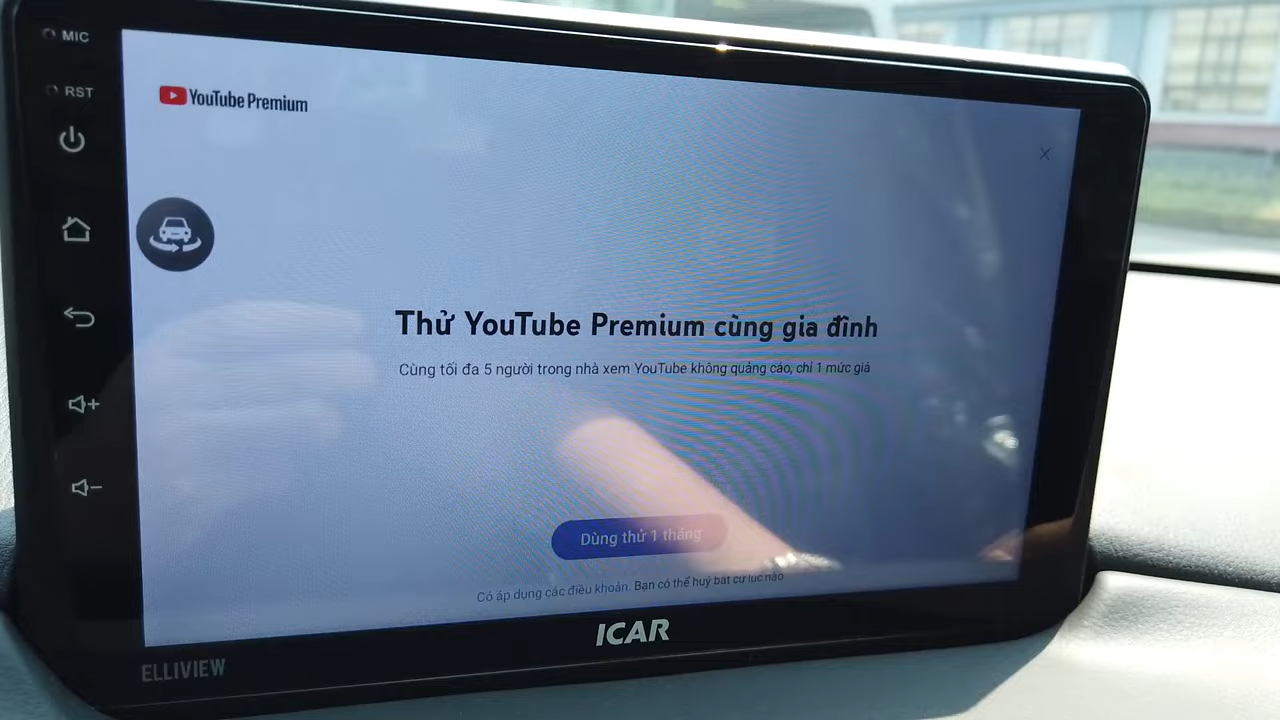 MIC
RST
YouTube Premium
Thử YouTube Premium cùng gia đình
Cùng tối đa 5 người trong nhà xem YouTube không quảng cáo, chỉ 1 mức giá
Dùng thử 1 tháng
Có áp dụng các điều khoản. Bạn có thể huỷ bất cứ lúc nào
ICAR
ELLIVIEW